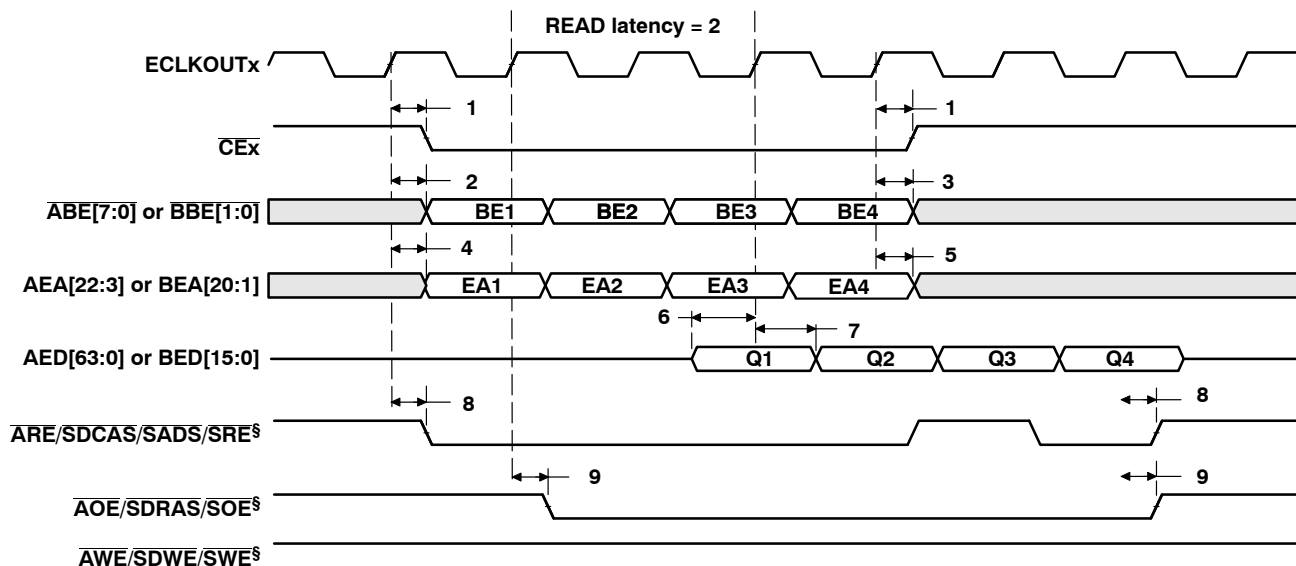 READ latency = 2
ECLKOUTx
1 1
CEx
2 3
ABE[7:0] or BBE[1:0] BE1 BE2 BE3 BE4
4 5
AEA[22:3] or BEA[20:1] EA1 EA2 EA3 EA4
6 7
AED[63:0] or BED[15:0] Q1 Q2 Q3 Q4
8 8
ARE/SDCAS/SADS/SRE§
9 9
AOE/SDRAS/SOE§
AWE/SDWE/SWE§